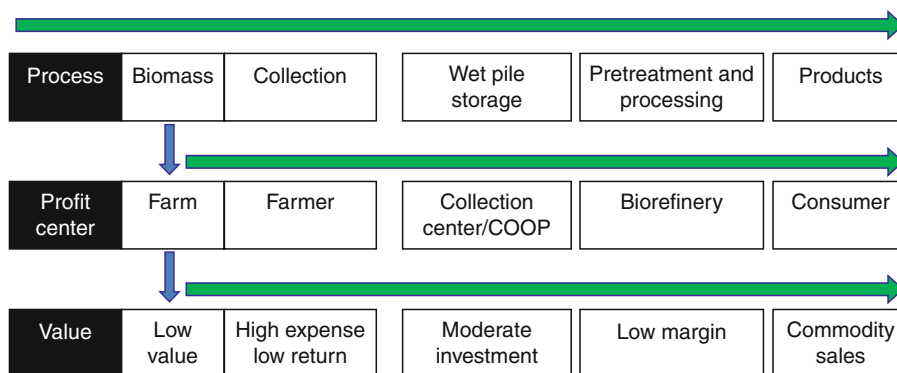 Process
Biomass
Collection
Wet pile
storage
Pretreatment and
processing
Products
Profit
center
Farm
Farmer
Collection
center/COOP
Biorefinery
Consumer
Value
Low
value
High expense
low return
Moderate
investment
Low margin
Commodity
sales